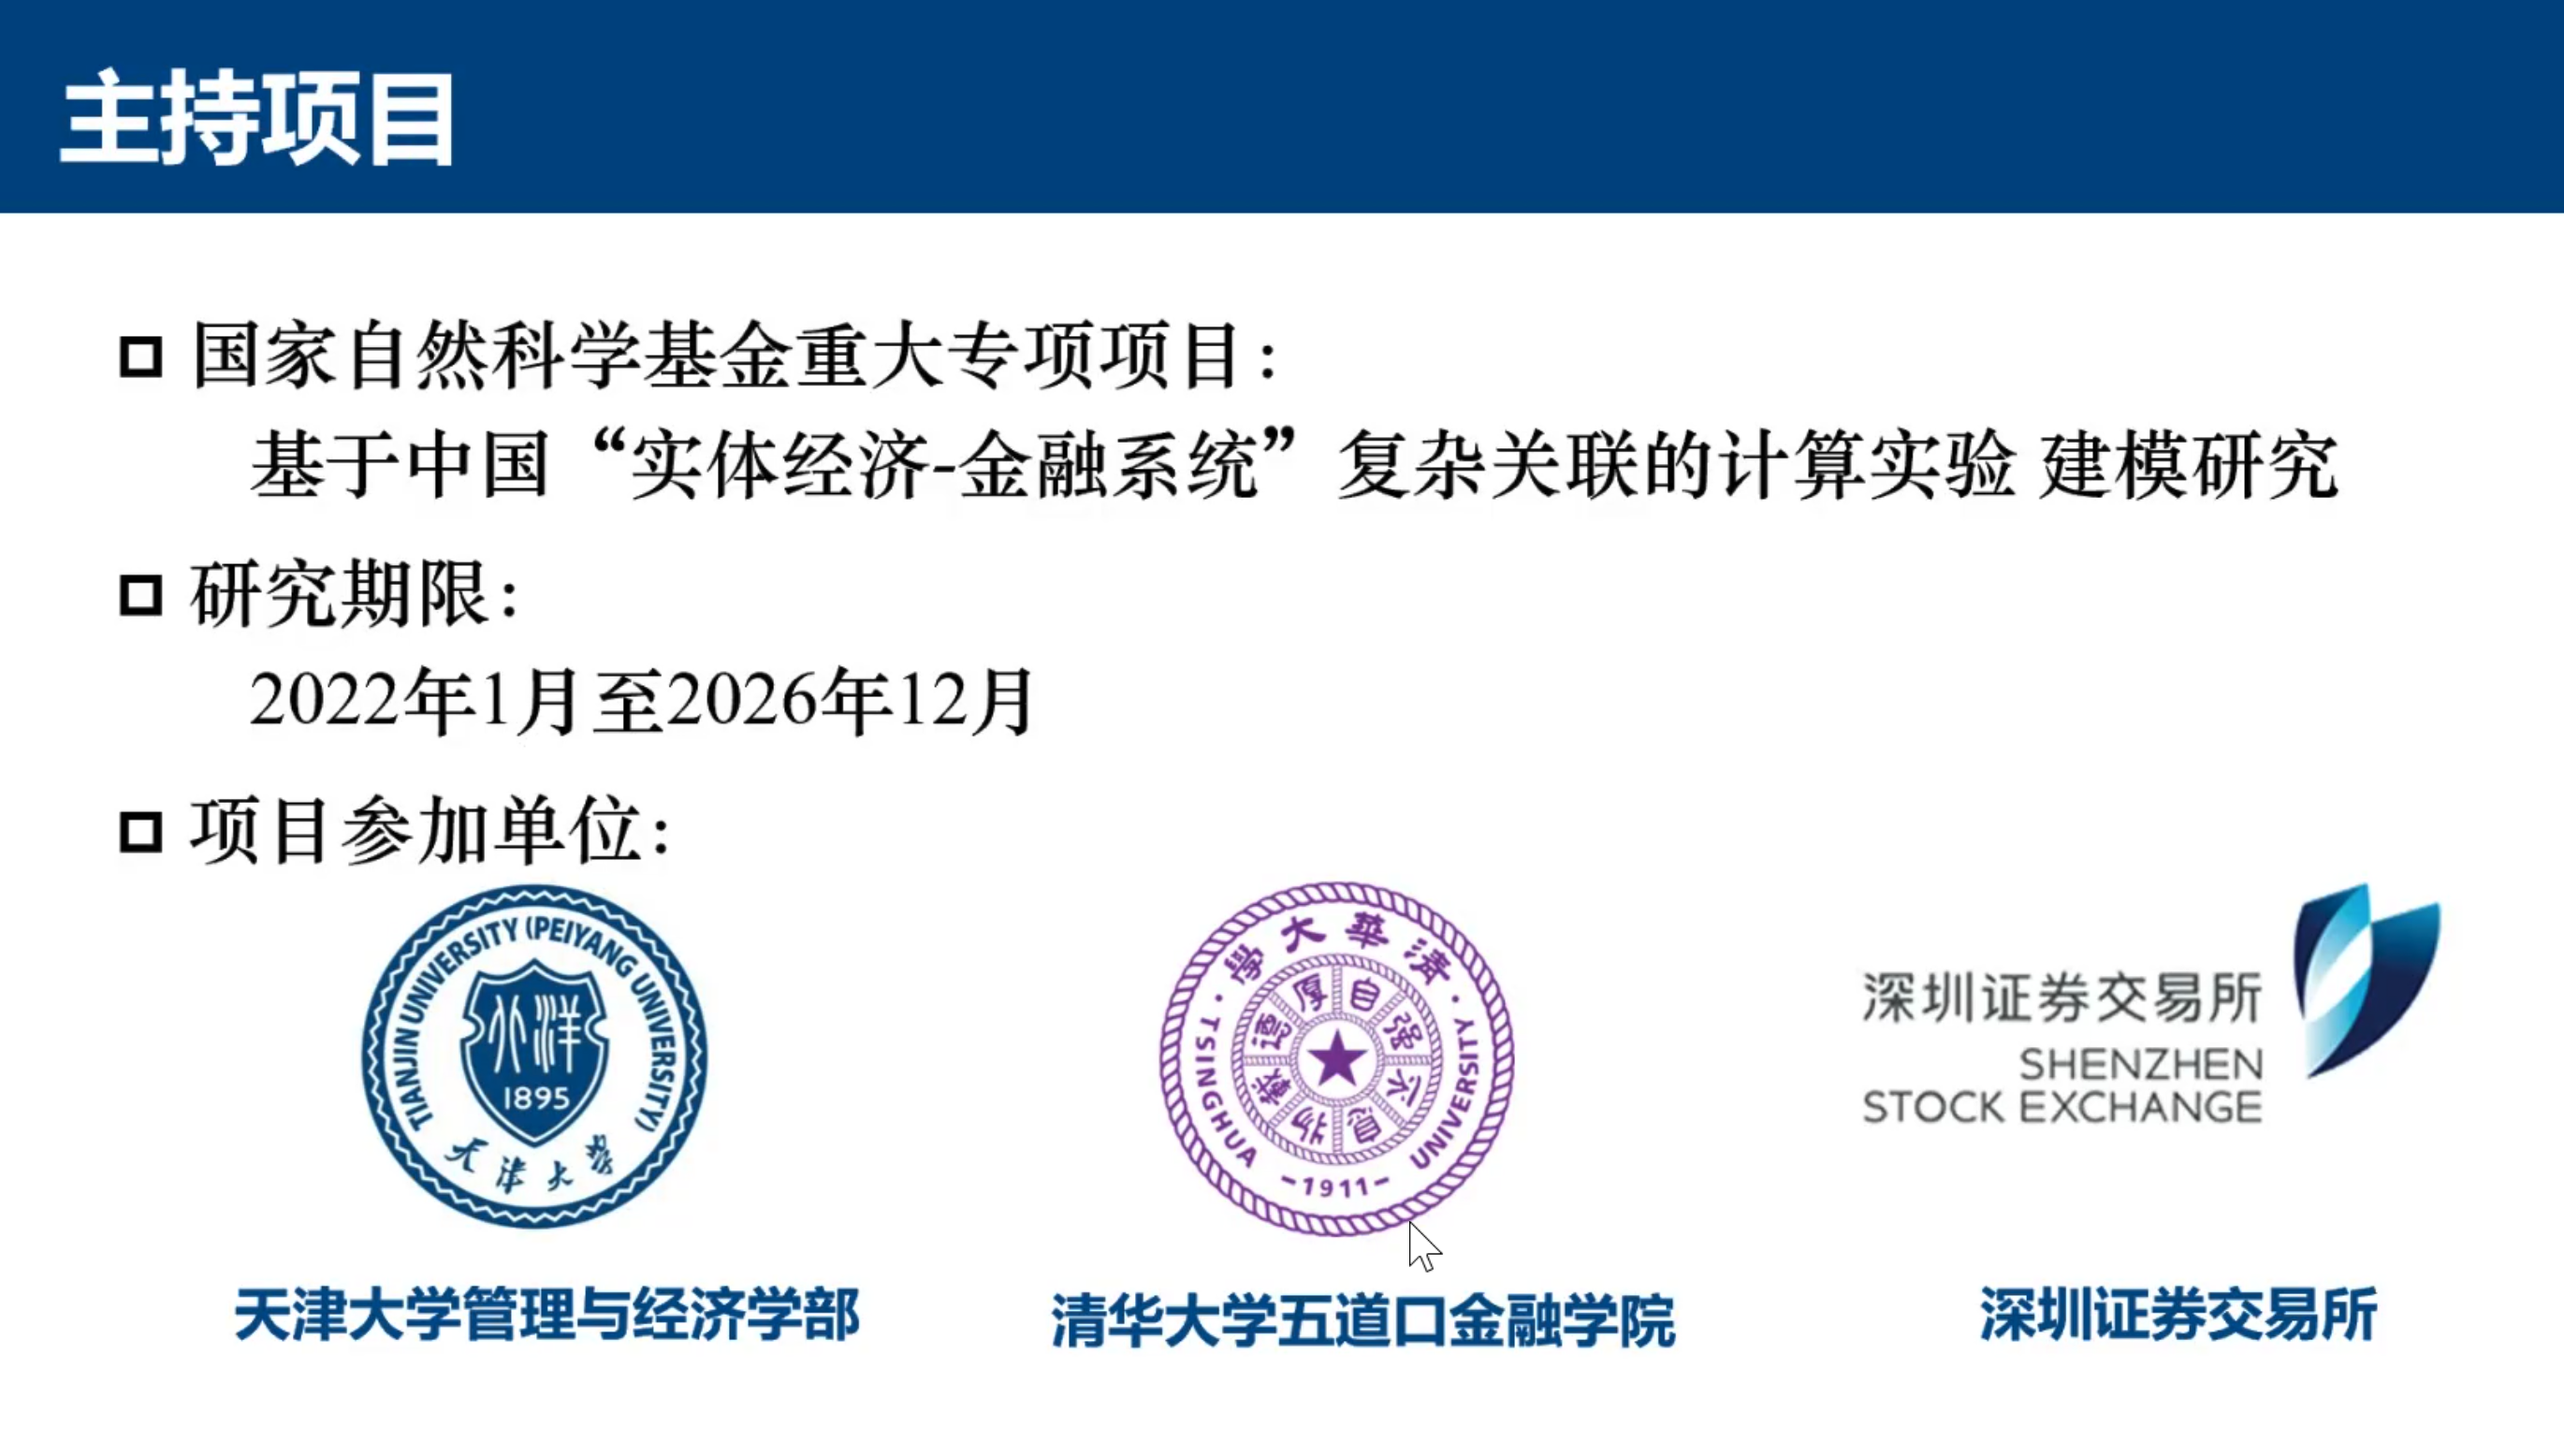 主持项目
国家自然科学基金重大专项项目：
基于中国“实体经济-金融系统”复杂关联的计算实验 建模研究
研究期限：
2022年1月至2026年12月
项目参加单位：
TIANJIN UNIVERSITY (PEIYANG UNIVERSITY)
北洋
1895
天津大学
學大華清
自强不息
厚德载物
TSINGHUA UNIVERSITY
-1911-
深圳证券交易所
SHENZHEN
STOCK EXCHANGE
天津大学管理与经济学部
清华大学五道口金融学院
深圳证券交易所